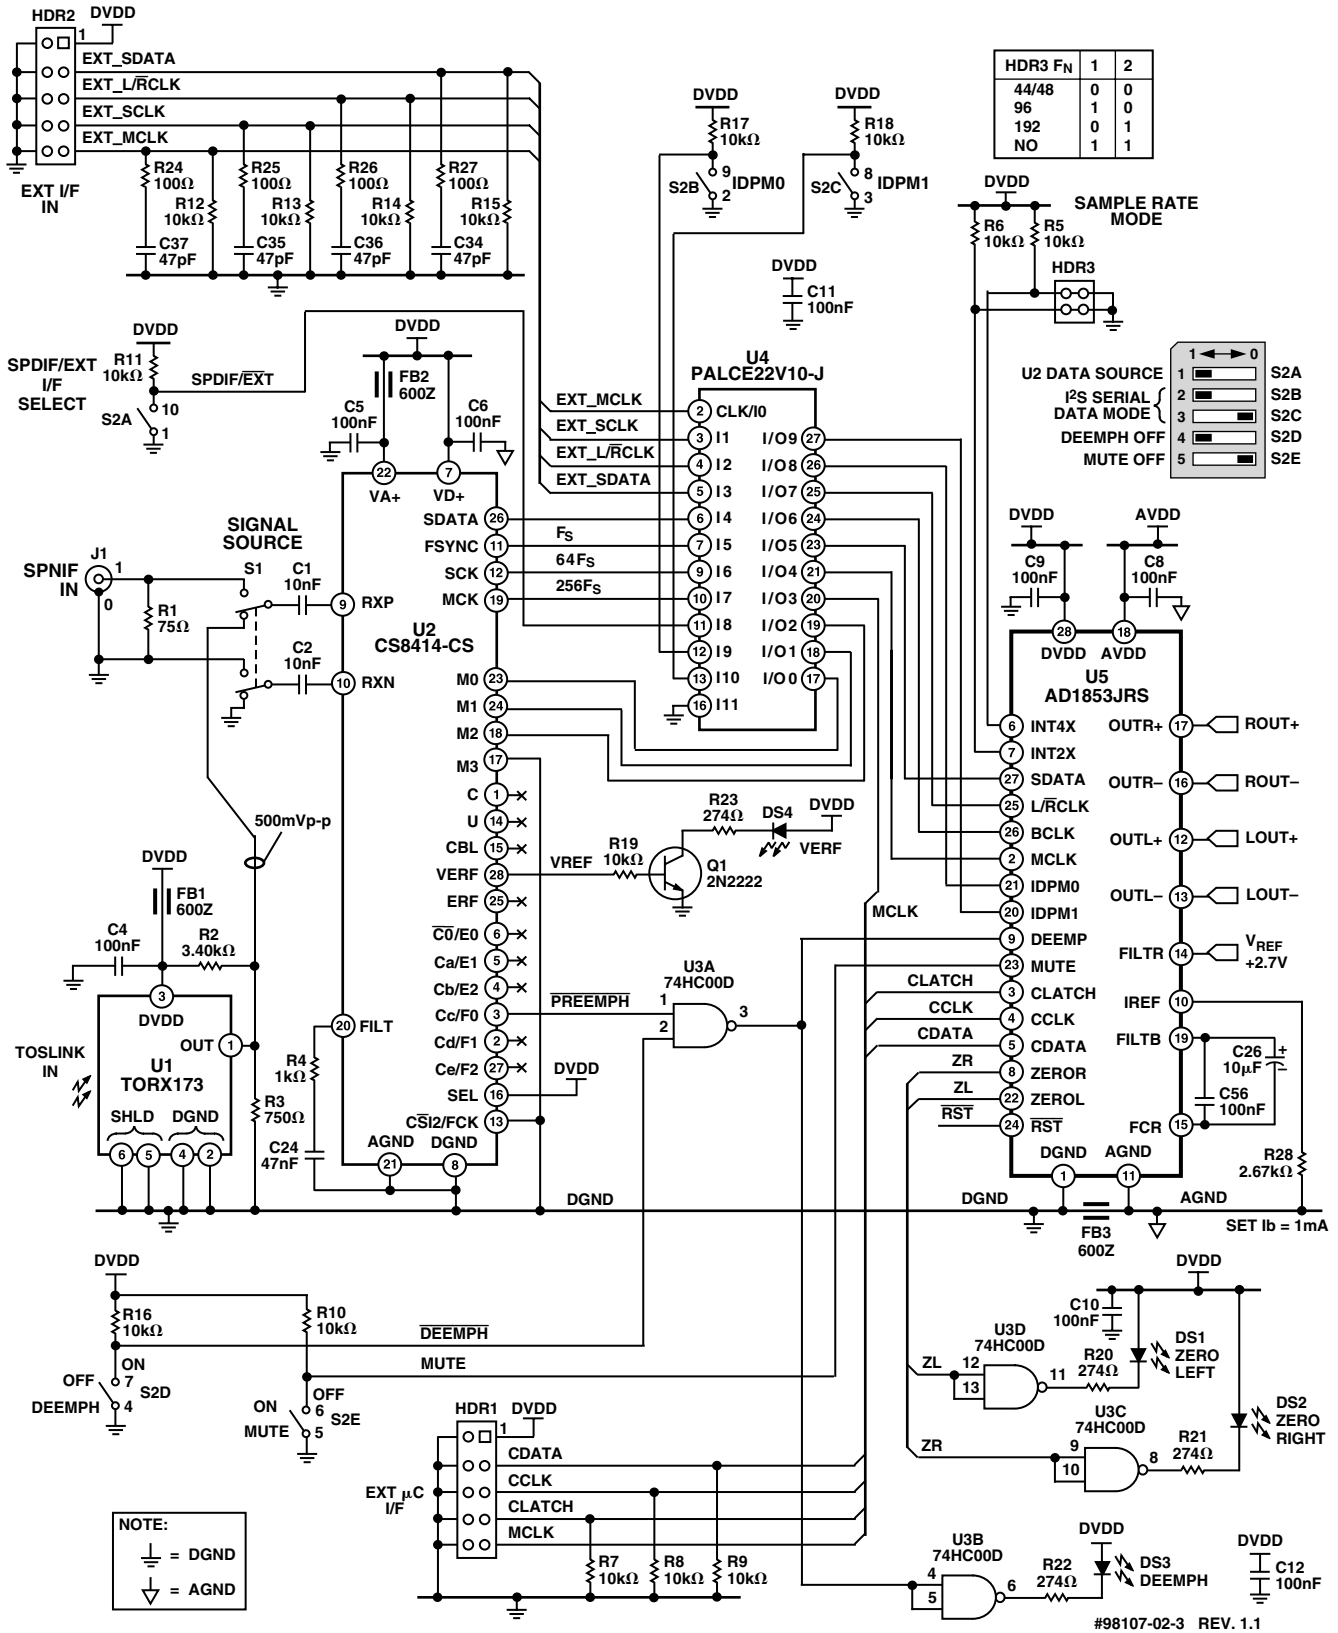 HDR2 DVDD
1
EXT_SDATA
EXT_L/R̅CLK
EXT_SCLK
EXT_MCLK
EXT I/F
IN
R24
100Ω
R12
10kΩ
R25
100Ω
R13
10kΩ
R26
100Ω
R14
10kΩ
R27
100Ω
R15
10kΩ
C37
47pF
C35
47pF
C36
47pF
C34
47pF
DVDD
R17
10kΩ
9
S2B
2
IDPM0
DVDD
R18
10kΩ
8
S2C
3
IDPM1
HDR3 FN 1 2
44/48 0 0
96 1 0
192 0 1
NO 1 1
DVDD
SAMPLE RATE
MODE
R6
10kΩ
R5
10kΩ
HDR3
DVDD
C11
100nF
SPDIF/EXT
I/F
SELECT
DVDD
R11
10kΩ
SPDIF/E̅X̅T̅
10
S2A
1
DVDD
FB2
600Z
C5
100nF
C6
100nF
U4
PALCE22V10-J
EXT_MCLK
EXT_SCLK
EXT_L/R̅CLK
EXT_SDATA
2 CLK/I0
3 I1
4 I2
5 I3
6 I4
7 I5
9 I6
10 I7
11 I8
12 I9
13 I10
16 I11
I/O9 27
I/O8 26
I/O7 25
I/O6 24
I/O5 23
I/O4 21
I/O3 20
I/O2 19
I/O1 18
I/O0 17
1 0
U2 DATA SOURCE 1 S2A
I2S SERIAL
DATA MODE
2 S2B
3 S2C
DEEMPH OFF 4 S2D
MUTE OFF 5 S2E
22
VA+
7
VD+
SDATA 26
FSYNC 11
SCK 12
MCK 19
FS
64FS
256FS
U2
CS8414-CS
9 RXP
10 RXN
M0 23
M1 24
M2 18
M3 17
C 1
U 14
CBL 15
VERF 28
ERF 25
C̅0̅/E0 6
Ca/E1 5
Cb/E2 4
Cc/F0 3
Cd/F1 2
Ce/F2 27
SEL 16
CS̅I2/FCK 13
20 FILT
AGND
21
DGND
8
J1
SPNIF
IN
1
0
R1
75Ω
SIGNAL
SOURCE
S1
C1
10nF
C2
10nF
500mVp-p
DVDD
FB1
600Z
C4
100nF
R2
3.40kΩ
3
DVDD
OUT 1
U1
TORX173
TOSLINK
IN
SHLD DGND
6 5 4 2
R3
750Ω
R4
1kΩ
C24
47nF
VREF
R19
10kΩ
Q1
2N2222
R23
274Ω
DS4
VERF
DVDD
P̅R̅E̅E̅M̅P̅H̅
DVDD
U3A
74HC00D
1
2
3
MCLK
DVDD
C9
100nF
AVDD
C8
100nF
28
DVDD
18
AVDD
U5
AD1853JRS
6 INT4X
7 INT2X
27 SDATA
25 L/R̅CLK
26 BCLK
2 MCLK
21 IDPM0
20 IDPM1
9 DEEMP
23 MUTE
3 CLATCH
4 CCLK
5 CDATA
8 ZEROR
22 ZEROL
24 R̅S̅T̅
CLATCH
CCLK
CDATA
ZR
ZL
R̅S̅T̅
OUTR+ 17 ROUT+
OUTR– 16 ROUT–
OUTL+ 12 LOUT+
OUTL– 13 LOUT–
FILTR 14 VREF
+2.7V
IREF 10
FILTB 19
FCR 15
C26
10μF
+
–
C56
100nF
R28
2.67kΩ
DGND
1
AGND
11
DGND
DGND
AGND
FB3
600Z
SET Ib = 1mA
DVDD
R16
10kΩ
R10
10kΩ
D̅E̅E̅M̅P̅H̅
MUTE
ON
7
OFF
DEEMPH
4
S2D
OFF
6
ON
MUTE
5
S2E
HDR1 DVDD
1
CDATA
CCLK
CLATCH
MCLK
EXT μC
I/F
R7
10kΩ
R8
10kΩ
R9
10kΩ
DVDD
C10
100nF
DS1
ZERO
LEFT
DS2
ZERO
RIGHT
ZL
U3D
74HC00D
12
13
11
R20
274Ω
ZR
U3C
74HC00D
9
10
8
R21
274Ω
U3B
74HC00D
4
5
6
R22
274Ω
DVDD
DS3
DEEMPH
DVDD
C12
100nF
NOTE:
= DGND
= AGND
#98107-02-3 REV. 1.1